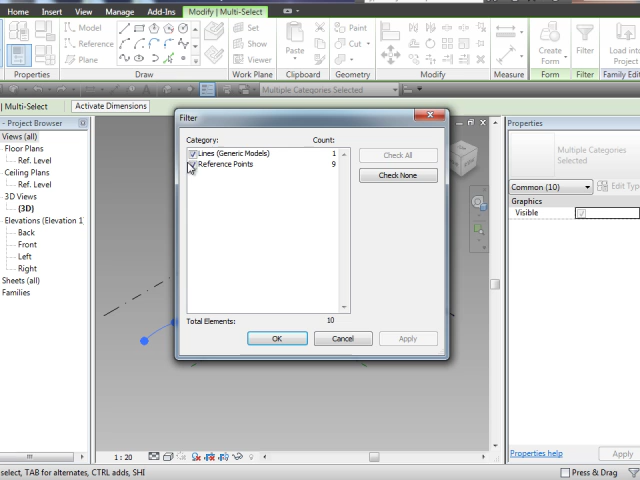 Home Insert View Manage Add-Ins Modify | Multi-Select
Model
Reference
Plane
Set
Show
Viewer
Paste
Paint
Cut
Create
Form
Filter
Load into
Project
Properties Draw Work Plane Clipboard Geometry Modify Measure Form Filter Family Edit
Multiple Categories Selected
| Multi-Select Activate Dimensions
- Project Browser
Views (all)
Floor Plans
Ref. Level
Ceiling Plans
Ref. Level
3D Views
(3D)
Elevations (Elevation 1
Back
Front
Left
Right
Sheets (all)
Families
Filter
Category: Count:
Lines (Generic Models) 1
Reference Points 9
Check All
Check None
Total Elements: 10
OK Cancel Apply
Properties
Multiple Categories
Selected
Common (10) Edit Typ
Graphics
Visible
Properties help Apply
1 : 20
select, TAB for alternates, CTRL adds, SHI
Press & Drag